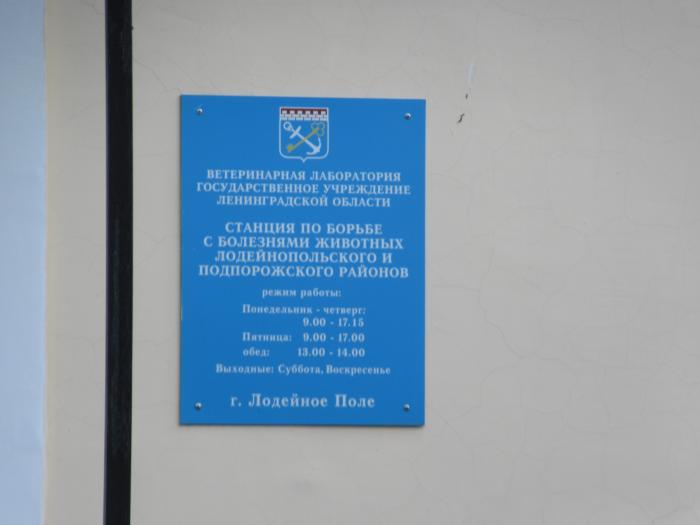 ВЕТЕРИНАРНАЯ ЛАБОРАТОРИЯ
ГОСУДАРСТВЕННОЕ УЧРЕЖДЕНИЕ
ЛЕНИНГРАДСКОЙ ОБЛАСТИ
СТАНЦИЯ ПО БОРЬБЕ
С БОЛЕЗНЯМИ ЖИВОТНЫХ
ЛОДЕЙНОПОЛЬСКОГО И
ПОДПОРОЖСКОГО РАЙОНОВ
режим работы:
Понедельник - четверг:
9.00 - 17.15
Пятница: 9.00 - 17.00
обед: 13.00 - 14.00
Выходные: Суббота, Воскресенье
г. Лодейное Поле